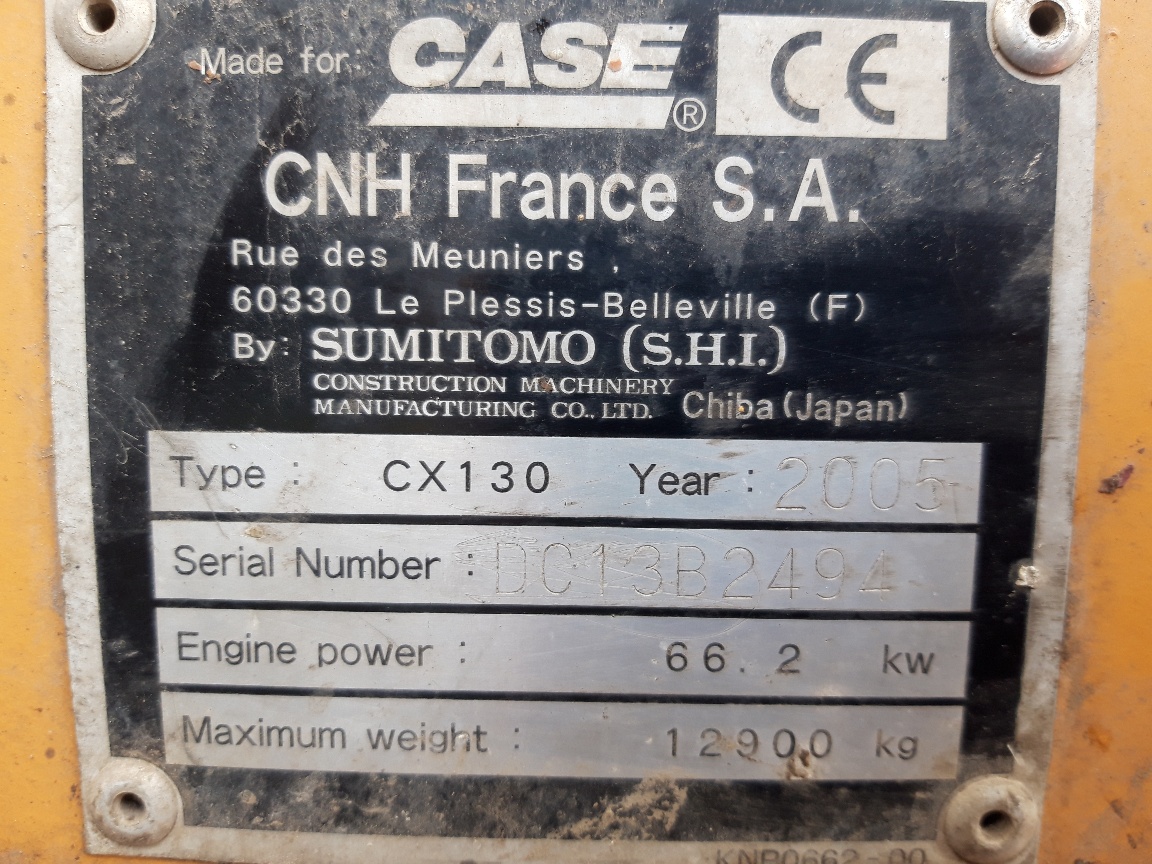 Made for: CASE ® CE
CNH France S.A.
Rue des Meuniers ,
60330 Le Plessis-Belleville (F)
By: SUMITOMO (S.H.I.)
CONSTRUCTION MACHINERY
MANUFACTURING CO., LTD. Chiba (Japan)
Type : CX130 Year : 2005
Serial Number : DC13B2494
Engine power : 66.2 kw
Maximum weight : 12900 kg
KNP0662-00